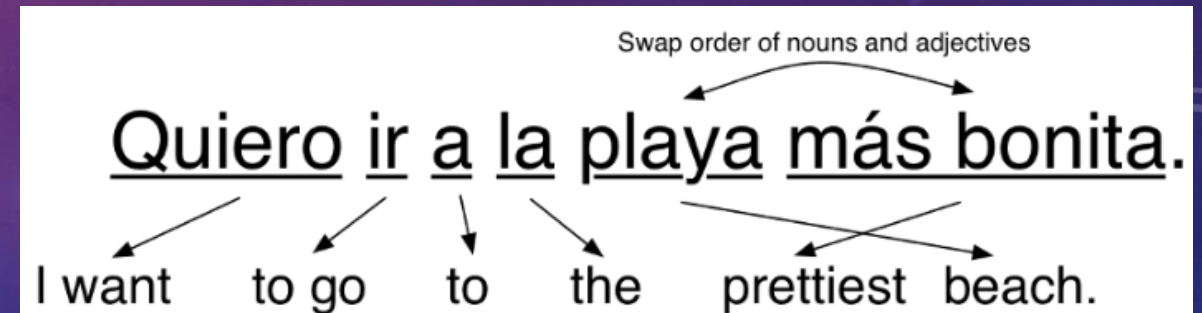 Swap order of nouns and adjectives
Quiero ir a la playa más bonita.
I want to go to the prettiest beach.